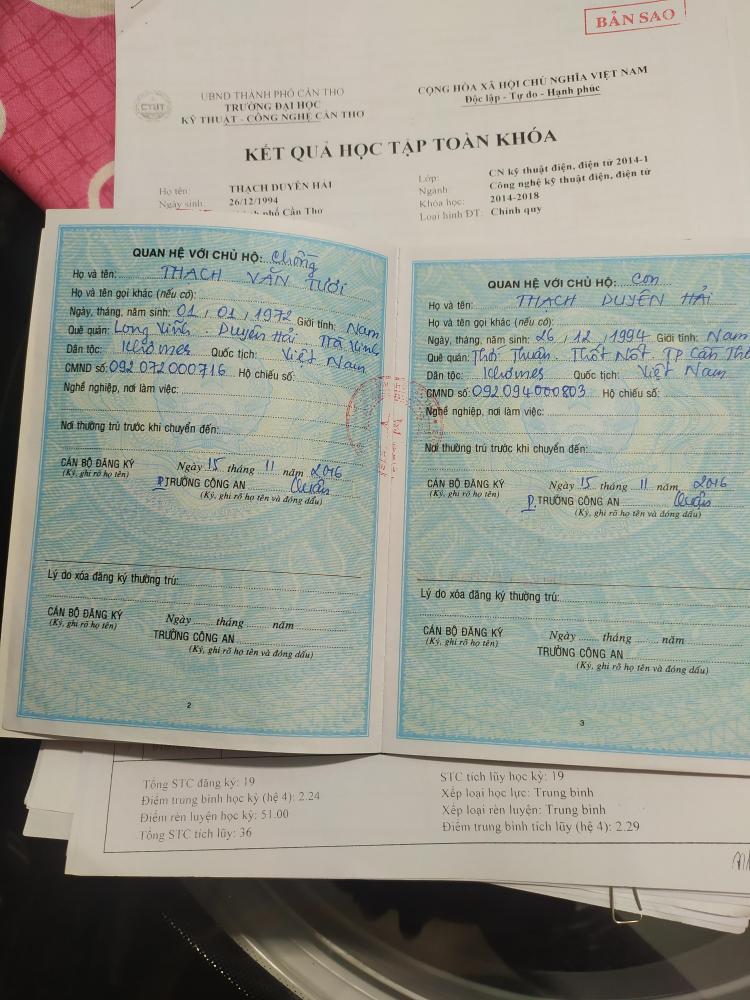 BẢN SAO
UBND THÀNH PHỐ CẦN THƠ
TRƯỜNG ĐẠI HỌC
KỸ THUẬT - CÔNG NGHỆ CẦN THƠ
CỘNG HÒA XÃ HỘI CHỦ NGHĨA VIỆT NAM
Độc lập - Tự do - Hạnh phúc
KẾT QUẢ HỌC TẬP TOÀN KHÓA
Họ tên: THẠCH DUYÊN HẢI
Ngày sinh: 26/12/1994
phố Cần Thơ
Lớp: CN kỹ thuật điện, điện tử 2014-1
Ngành: Công nghệ kỹ thuật điện, điện tử
Khóa học: 2014-2018
Loại hình ĐT: Chính quy
QUAN HỆ VỚI CHỦ HỘ: Chồng
Họ và tên: THẠCH VĂN TƯƠI
Họ và tên gọi khác (nếu có):
Ngày, tháng, năm sinh: 01, 01, 1972 Giới tính: Nam
Quê quán: Long Vĩnh - Duyên Hải Trà Vinh
Dân tộc: Khơmer Quốc tịch: Việt Nam
CMND số: 092072000716 Hộ chiếu số:
Nghề nghiệp, nơi làm việc:
Nơi thường trú trước khi chuyển đến:
CÁN BỘ ĐĂNG KÝ Ngày 15 tháng 11 năm 2016
(Ký, ghi rõ họ tên) P. TRƯỞNG CÔNG AN Quận
(Ký, ghi rõ họ tên và đóng dấu)
Lý do xóa đăng ký thường trú:
CÁN BỘ ĐĂNG KÝ Ngày tháng năm
(Ký, ghi rõ họ tên) TRƯỞNG CÔNG AN
(Ký, ghi rõ họ tên và đóng dấu)
2
QUAN HỆ VỚI CHỦ HỘ: Con
Họ và tên: THẠCH DUYÊN HẢI
Họ và tên gọi khác (nếu có):
Ngày, tháng, năm sinh: 26, 12, 1994 Giới tính: Nam
Quê quán: Thới Thuận - Thốt Nốt TP Cần Thơ
Dân tộc: Khơmer Quốc tịch: Việt Nam
CMND số: 092094000803 Hộ chiếu số:
Nghề nghiệp, nơi làm việc:
Nơi thường trú trước khi chuyển đến:
CÁN BỘ ĐĂNG KÝ Ngày 15 tháng 11 năm 2016
(Ký, ghi rõ họ tên) P. TRƯỞNG CÔNG AN Quận
(Ký, ghi rõ họ tên và đóng dấu)
Lý do xóa đăng ký thường trú:
CÁN BỘ ĐĂNG KÝ Ngày tháng năm
(Ký, ghi rõ họ tên) TRƯỞNG CÔNG AN
(Ký, ghi rõ họ tên và đóng dấu)
3
Tổng STC đăng ký: 19
Điểm trung bình học kỳ (hệ 4): 2.24
Điểm rèn luyện học kỳ: 51.00
Tổng STC tích lũy: 36
STC tích lũy học kỳ: 19
Xếp loại học lực: Trung bình
Xếp loại rèn luyện: Trung bình
Điểm trung bình tích lũy (hệ 4): 2.29